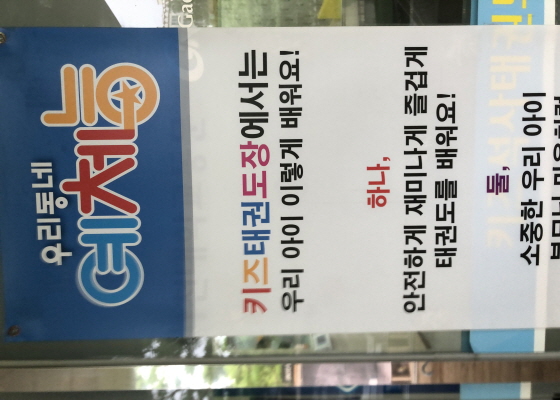 우리동네
예체능
키즈태권도장에서는
우리 아이 이렇게 배워요!
하나,
안전하게 재미나게 즐겁게
태권도를 배워요!
둘,
소중한 우리 아이